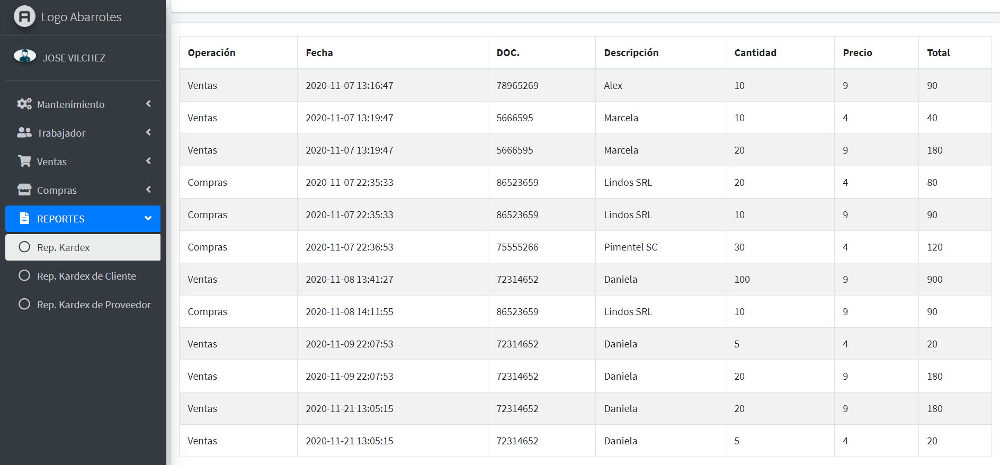 Logo Abarrotes
JOSE VILCHEZ
Mantenimiento
Trabajador
Ventas
Compras
REPORTES
Rep. Kardex
Rep. Kardex de Cliente
Rep. Kardex de Proveedor
Operación Fecha DOC. Descripción Cantidad Precio Total
Ventas 2020-11-07 13:16:47 78965269 Alex 10 9 90
Ventas 2020-11-07 13:19:47 5666595 Marcela 10 4 40
Ventas 2020-11-07 13:19:47 5666595 Marcela 20 9 180
Compras 2020-11-07 22:35:33 86523659 Lindos SRL 20 4 80
Compras 2020-11-07 22:35:33 86523659 Lindos SRL 10 9 90
Compras 2020-11-07 22:36:53 75555266 Pimentel SC 30 4 120
Ventas 2020-11-08 13:41:27 72314652 Daniela 100 9 900
Compras 2020-11-08 14:11:55 86523659 Lindos SRL 10 9 90
Ventas 2020-11-09 22:07:53 72314652 Daniela 5 4 20
Ventas 2020-11-09 22:07:53 72314652 Daniela 20 9 180
Ventas 2020-11-21 13:05:15 72314652 Daniela 20 9 180
Ventas 2020-11-21 13:05:15 72314652 Daniela 5 4 20